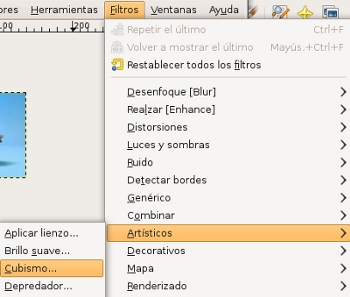 Herramientas Filtros Ventanas Ayuda
200
Repetir el último Ctrl+F
Volver a mostrar el último Mayús.+Ctrl+F
Restablecer todos los filtros
Desenfoque [Blur]
Realzar [Enhance]
Distorsiones
Luces y sombras
Ruido
Detectar bordes
Genérico
Combinar
Artísticos
Decorativos
Mapa
Renderizado
Aplicar lienzo...
Brillo suave...
Cubismo...
Depredador...